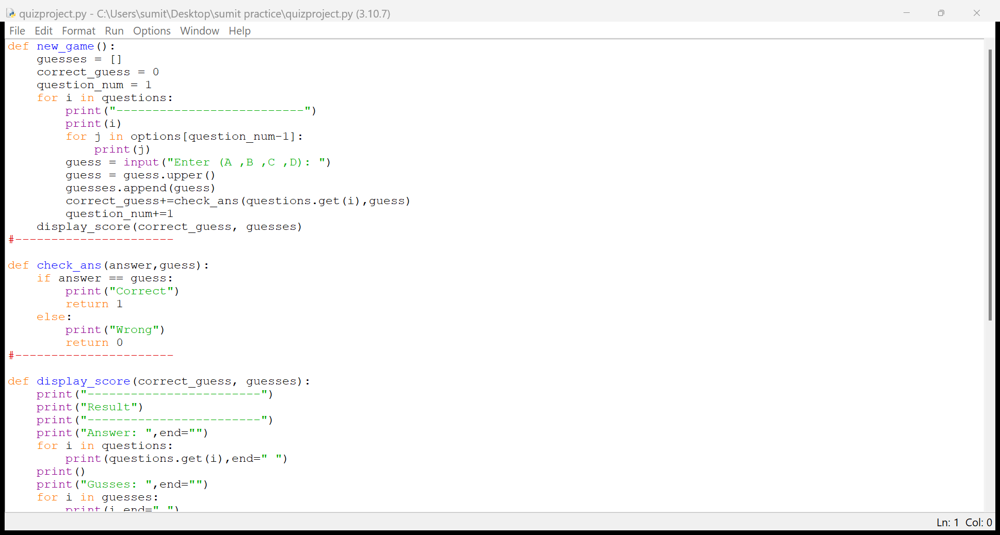 quizproject.py - C:\Users\sumit\Desktop\sumit practice\quizproject.py (3.10.7)
File Edit Format Run Options Window Help
def new_game():
    guesses = []
    correct_guess = 0
    question_num = 1
    for i in questions:
        print("--------------------------")
        print(i)
        for j in options[question_num-1]:
            print(j)
        guess = input("Enter (A ,B ,C ,D): ")
        guess = guess.upper()
        guesses.append(guess)
        correct_guess+=check_ans(questions.get(i),guess)
        question_num+=1
    display_score(correct_guess, guesses)
#----------------------
def check_ans(answer,guess):
    if answer == guess:
        print("Correct")
        return 1
    else:
        print("Wrong")
        return 0
#----------------------
def display_score(correct_guess, guesses):
    print("------------------------")
    print("Result")
    print("------------------------")
    print("Answer: ",end="")
    for i in questions:
        print(questions.get(i),end=" ")
    print()
    print("Gusses: ",end="")
    for i in guesses:
        print(i,end=" ")
Ln: 1 Col: 0